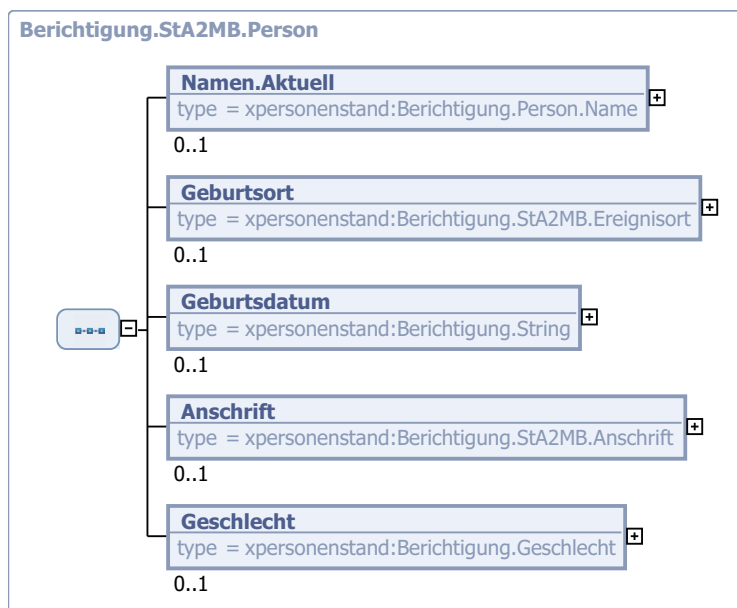 Berichtigung.StA2MB.Person
Namen.Aktuell
type = xpersonenstand:Berichtigung.Person.Name
0..1
Geburtsort
type = xpersonenstand:Berichtigung.StA2MB.Ereignisort
0..1
Geburtsdatum
type = xpersonenstand:Berichtigung.String
0..1
Anschrift
type = xpersonenstand:Berichtigung.StA2MB.Anschrift
0..1
Geschlecht
type = xpersonenstand:Berichtigung.Geschlecht
0..1